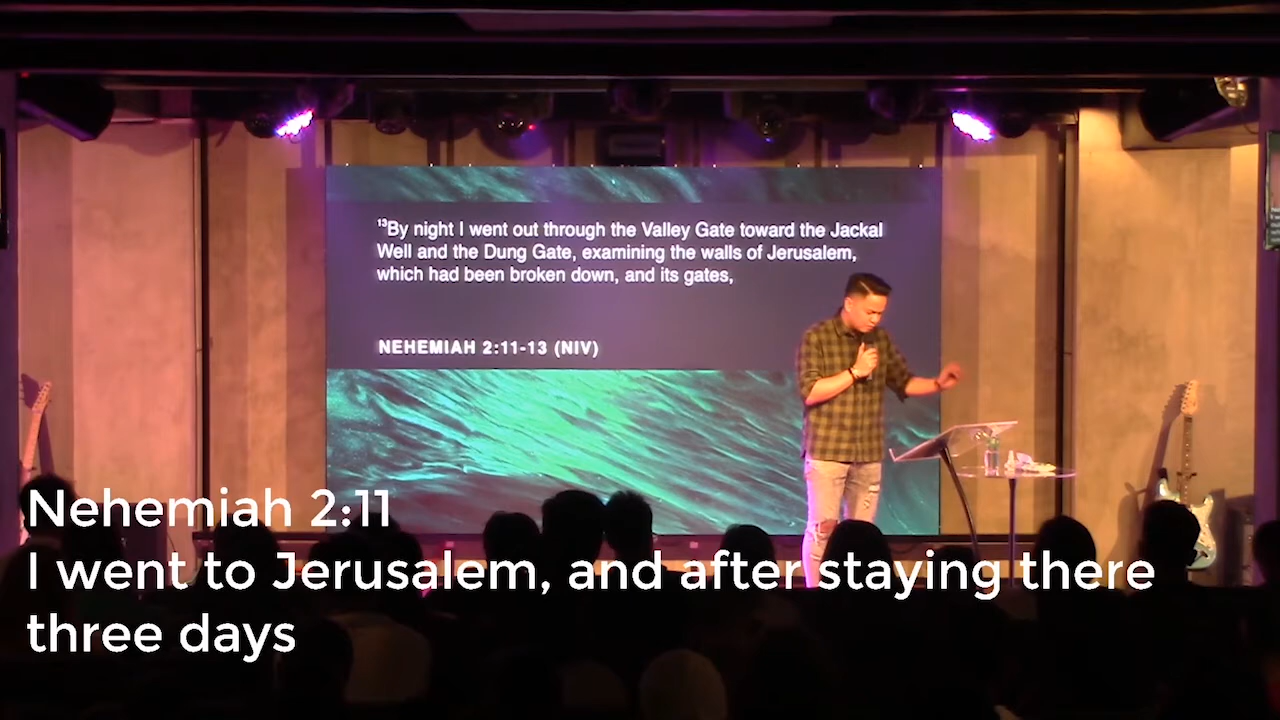 ¹³By night I went out through the Valley Gate toward the Jackal
Well and the Dung Gate, examining the walls of Jerusalem,
which had been broken down, and its gates,
NEHEMIAH 2:11-13 (NIV)
Nehemiah 2:11
I went to Jerusalem, and after staying there
three days